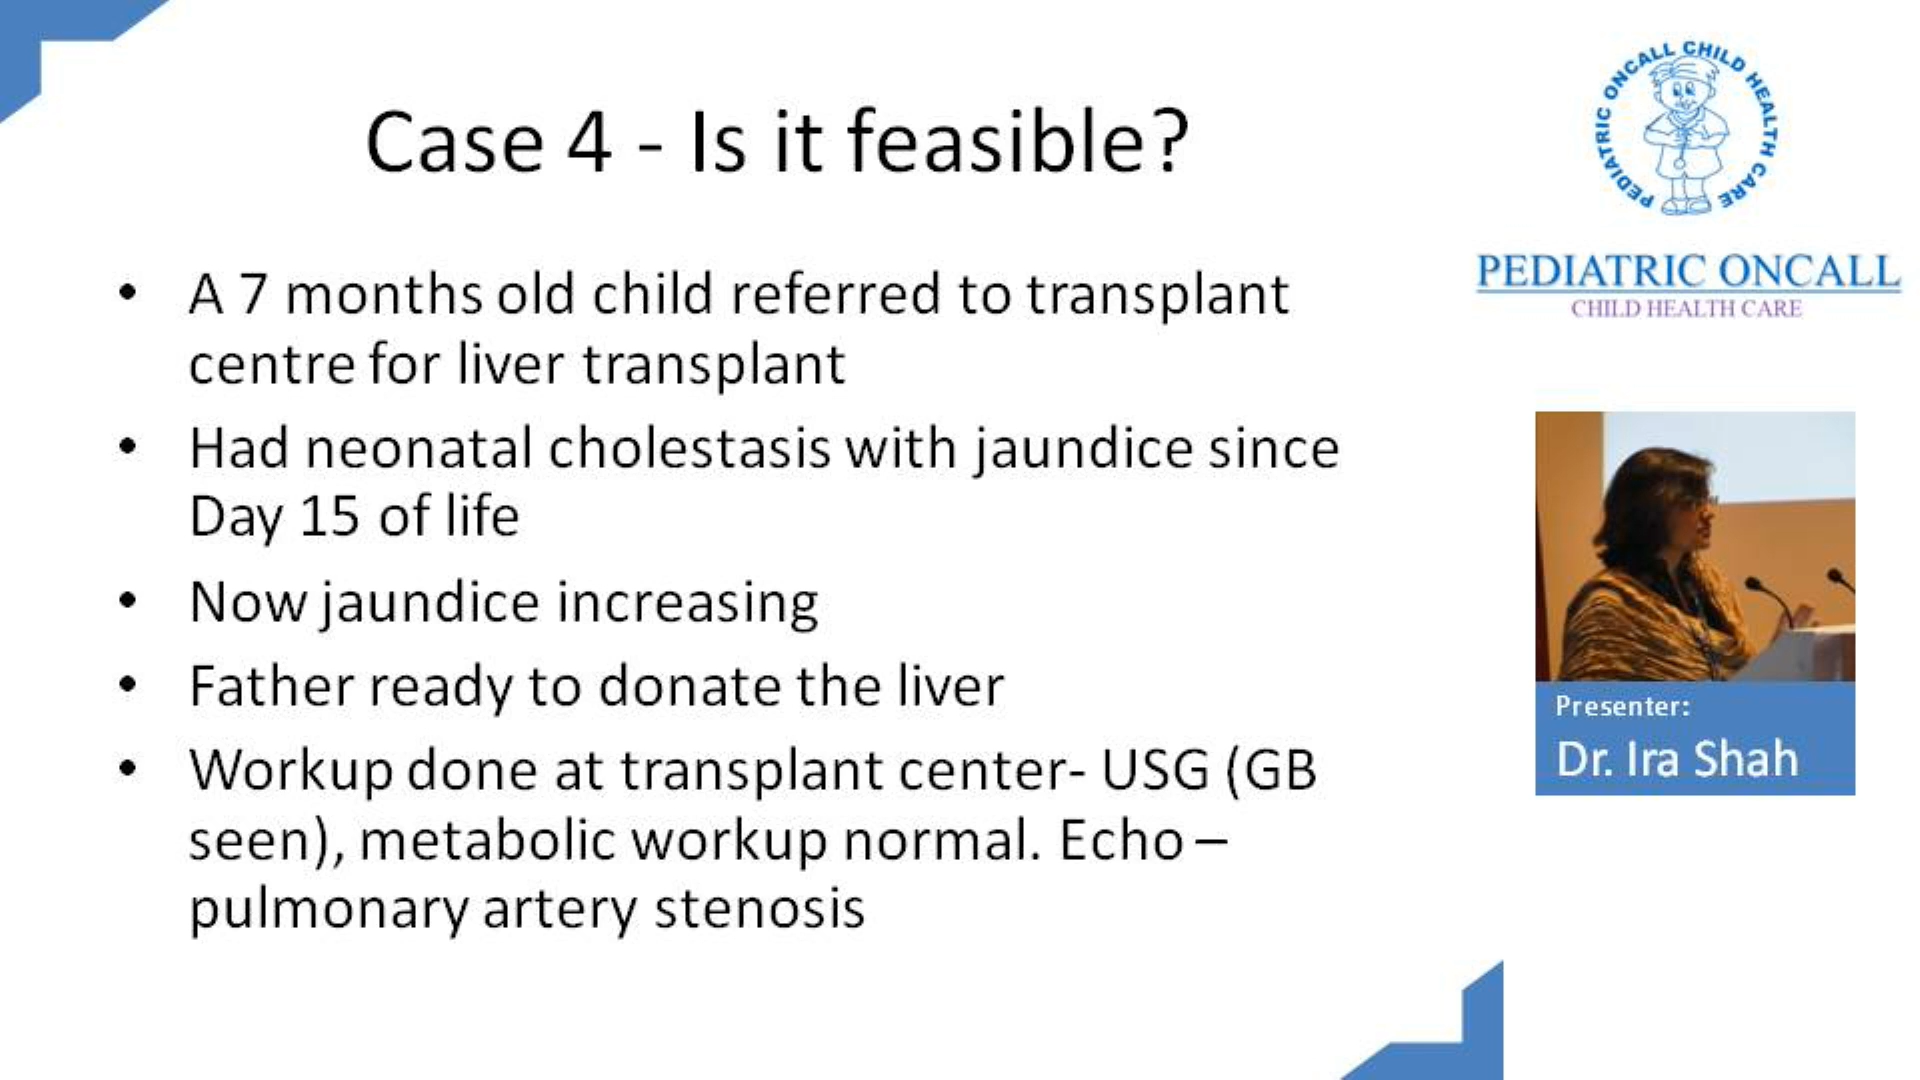 Case 4 - Is it feasible?
• A 7 months old child referred to transplant
centre for liver transplant
• Had neonatal cholestasis with jaundice since
Day 15 of life
• Now jaundice increasing
• Father ready to donate the liver
• Workup done at transplant center- USG (GB
seen), metabolic workup normal. Echo –
pulmonary artery stenosis
PEDIATRIC ONCALL CHILD HEALTH CARE
PEDIATRIC ONCALL
CHILD HEALTH CARE
Presenter:
Dr. Ira Shah